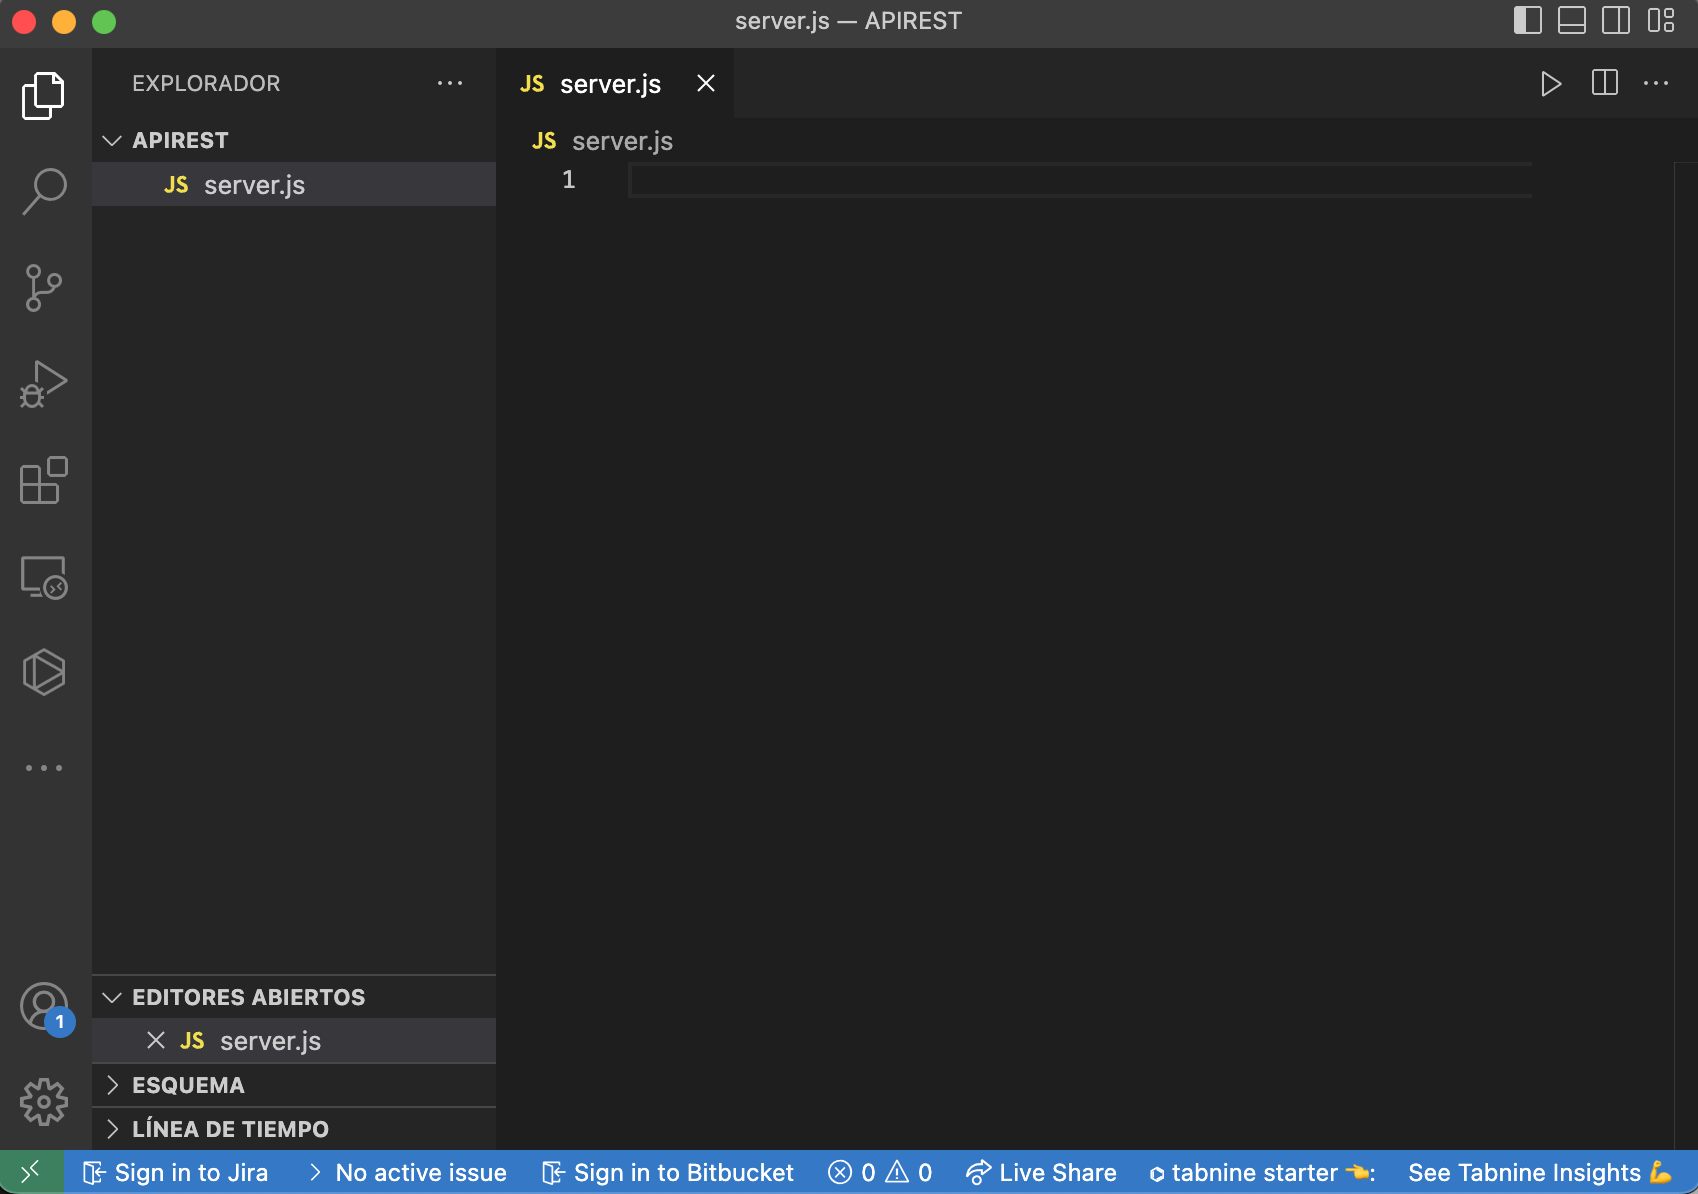 server.js — APIREST
EXPLORADOR
APIREST
JS server.js
JS server.js
JS server.js
1
EDITORES ABIERTOS
JS server.js
ESQUEMA
LÍNEA DE TIEMPO
1
Sign in to Jira No active issue Sign in to Bitbucket 0 0 Live Share tabnine starter 👈: See Tabnine Insights 💪